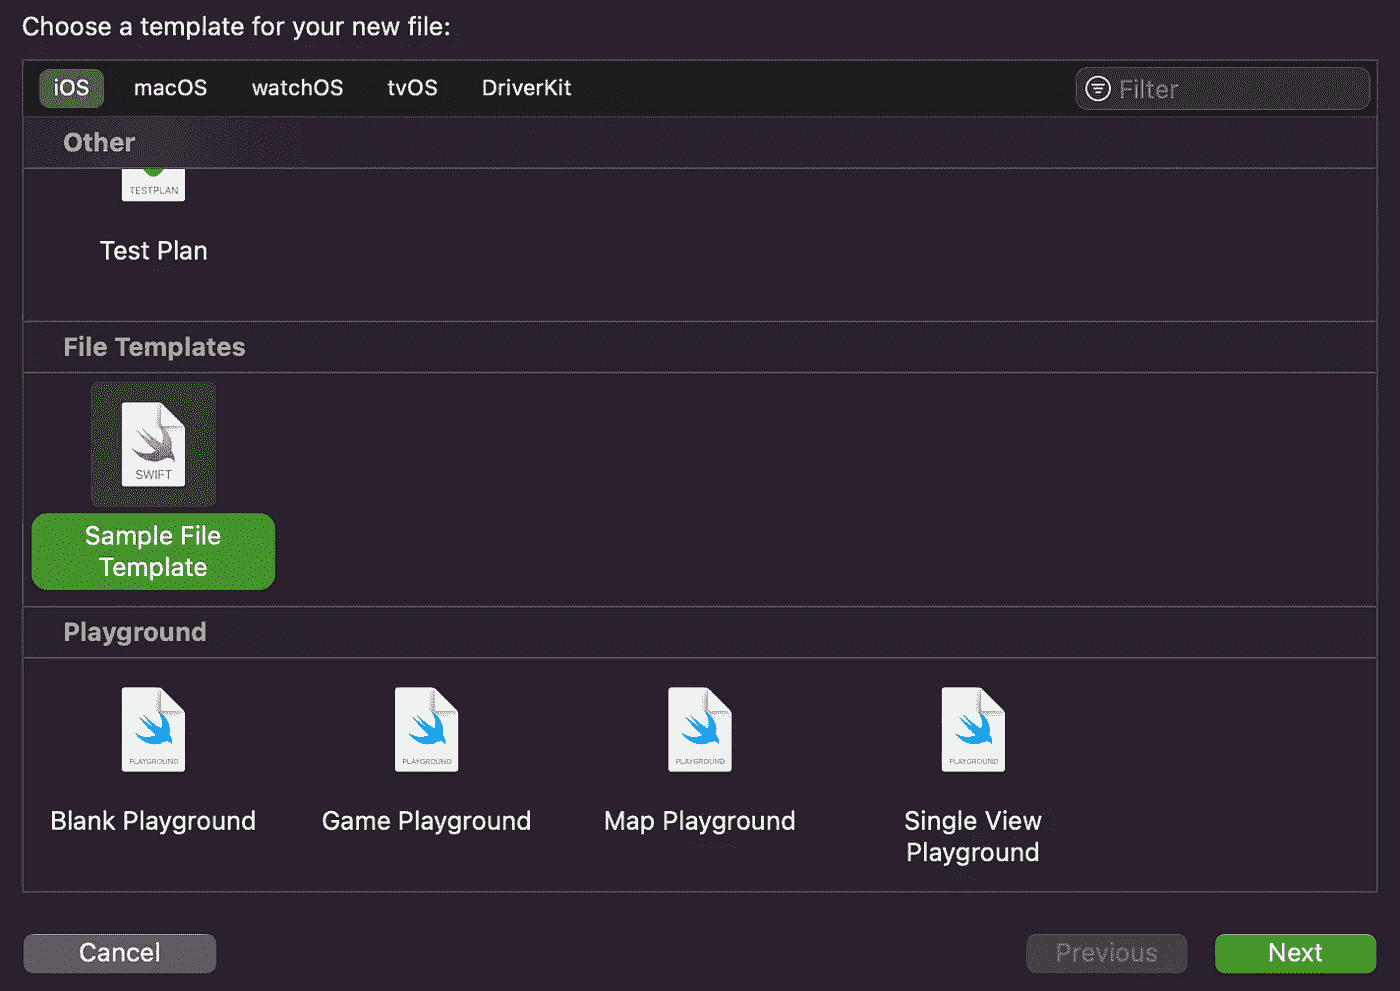 Choose a template for your new file:
iOS macOS watchOS tvOS DriverKit Filter
Other
TESTPLAN
Test Plan
File Templates
SWIFT
Sample File
Template
Playground
PLAYGROUND PLAYGROUND PLAYGROUND PLAYGROUND
Blank Playground Game Playground Map Playground Single View
Playground
Cancel Previous Next